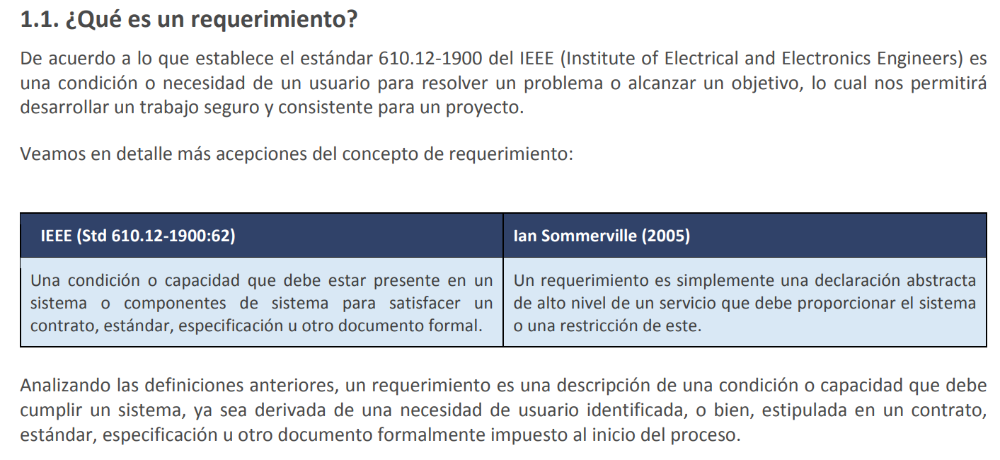 1.1. ¿Qué es un requerimiento?
De acuerdo a lo que establece el estándar 610.12-1900 del IEEE (Institute of Electrical and Electronics Engineers) es
una condición o necesidad de un usuario para resolver un problema o alcanzar un objetivo, lo cual nos permitirá
desarrollar un trabajo seguro y consistente para un proyecto.
Veamos en detalle más acepciones del concepto de requerimiento:
IEEE (Std 610.12-1900:62)
Una condición o capacidad que debe estar presente en un
sistema o componentes de sistema para satisfacer un
contrato, estándar, especificación u otro documento formal.
Ian Sommerville (2005)
Un requerimiento es simplemente una declaración abstracta
de alto nivel de un servicio que debe proporcionar el sistema
o una restricción de este.
Analizando las definiciones anteriores, un requerimiento es una descripción de una condición o capacidad que debe
cumplir un sistema, ya sea derivada de una necesidad de usuario identificada, o bien, estipulada en un contrato,
estándar, especificación u otro documento formalmente impuesto al inicio del proceso.